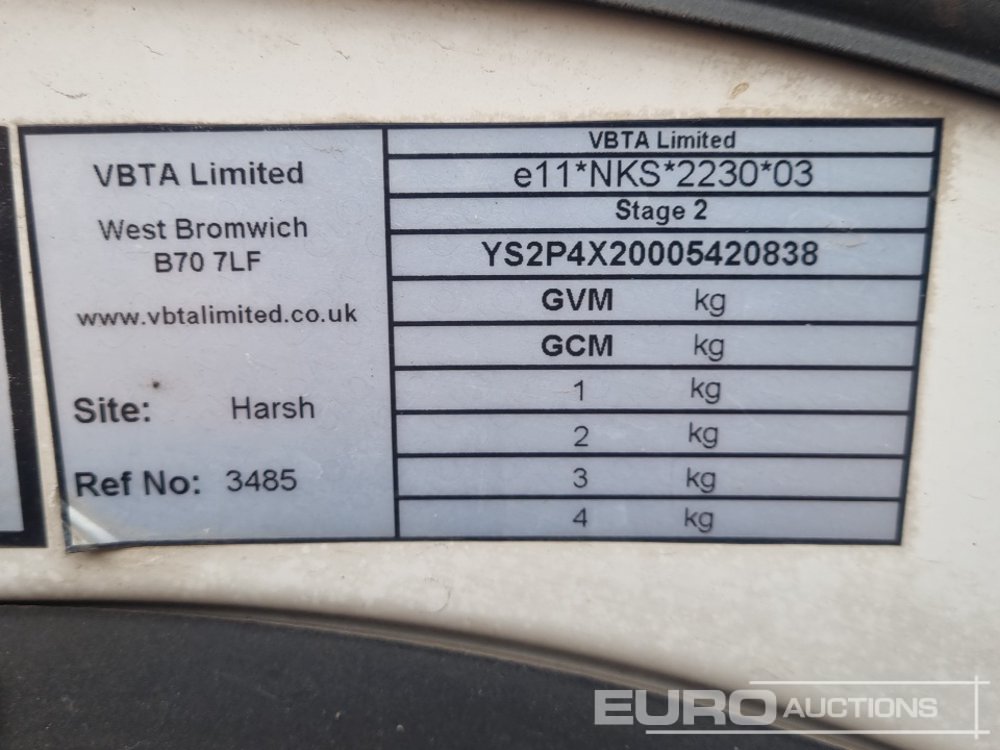 VBTA Limited
West Bromwich
B70 7LF
www.vbtalimited.co.uk
Site: Harsh
Ref No: 3485
VBTA Limited
e11*NKS*2230*03
Stage 2
YS2P4X20005420838
GVM kg
GCM kg
1 kg
2 kg
3 kg
4 kg
EURO AUCTIONS